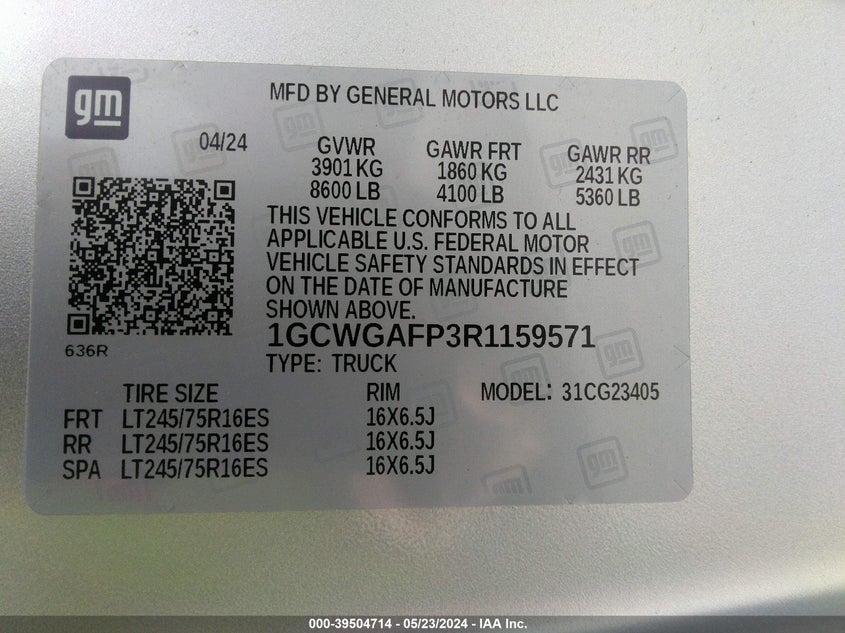 gm
MFD BY GENERAL MOTORS LLC
04/24
GVWR GAWR FRT GAWR RR
3901 KG 1860 KG 2431 KG
8600 LB 4100 LB 5360 LB
THIS VEHICLE CONFORMS TO ALL
APPLICABLE U.S. FEDERAL MOTOR
VEHICLE SAFETY STANDARDS IN EFFECT
ON THE DATE OF MANUFACTURE
SHOWN ABOVE.
636R
1GCWGAFP3R1159571
TYPE: TRUCK
TIRE SIZE RIM MODEL: 31CG23405
FRT LT245/75R16ES 16X6.5J
RR LT245/75R16ES 16X6.5J
SPA LT245/75R16ES 16X6.5J
000-39504714 - 05/23/2024 - IAA Inc.